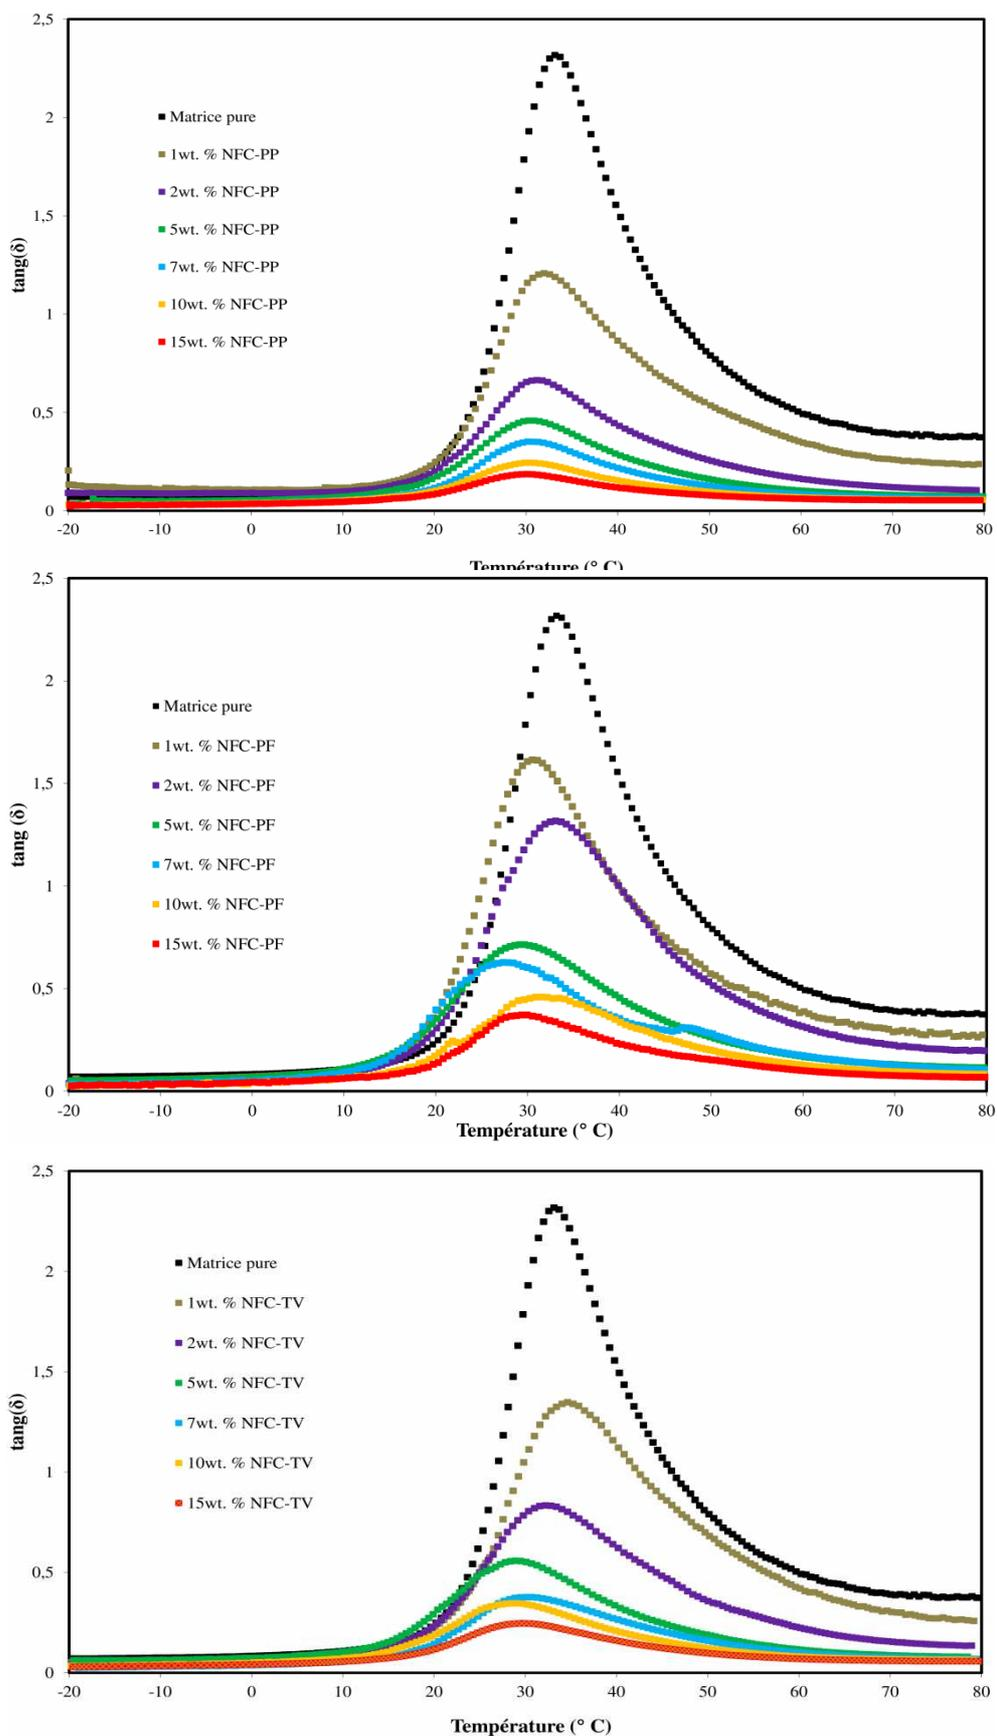 2,5
2
1,5
1
0,5
0
tang(δ)
Matrice pure
1wt. % NFC-PP
2wt. % NFC-PP
5wt. % NFC-PP
7wt. % NFC-PP
10wt. % NFC-PP
15wt. % NFC-PP
-20 -10 0 10 20 30 40 50 60 70 80
Température (° C)
2,5
2
1,5
1
0,5
0
tang (δ)
Matrice pure
1wt. % NFC-PF
2wt. % NFC-PF
5wt. % NFC-PF
7wt. % NFC-PF
10wt. % NFC-PF
15wt. % NFC-PF
-20 -10 0 10 20 30 40 50 60 70 80
Température (° C)
2,5
2
1,5
1
0,5
0
tang(δ)
Matrice pure
1wt. % NFC-TV
2wt. % NFC-TV
5wt. % NFC-TV
7wt. % NFC-TV
10wt. % NFC-TV
15wt. % NFC-TV
-20 -10 0 10 20 30 40 50 60 70 80
Température (° C)